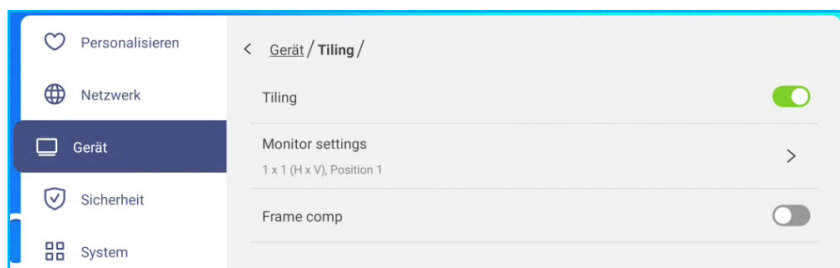 Personalisieren
Netzwerk
Gerät
Sicherheit
System
Gerät / Tiling /
Tiling
Monitor settings
1 x 1 (H x V), Position 1
Frame comp